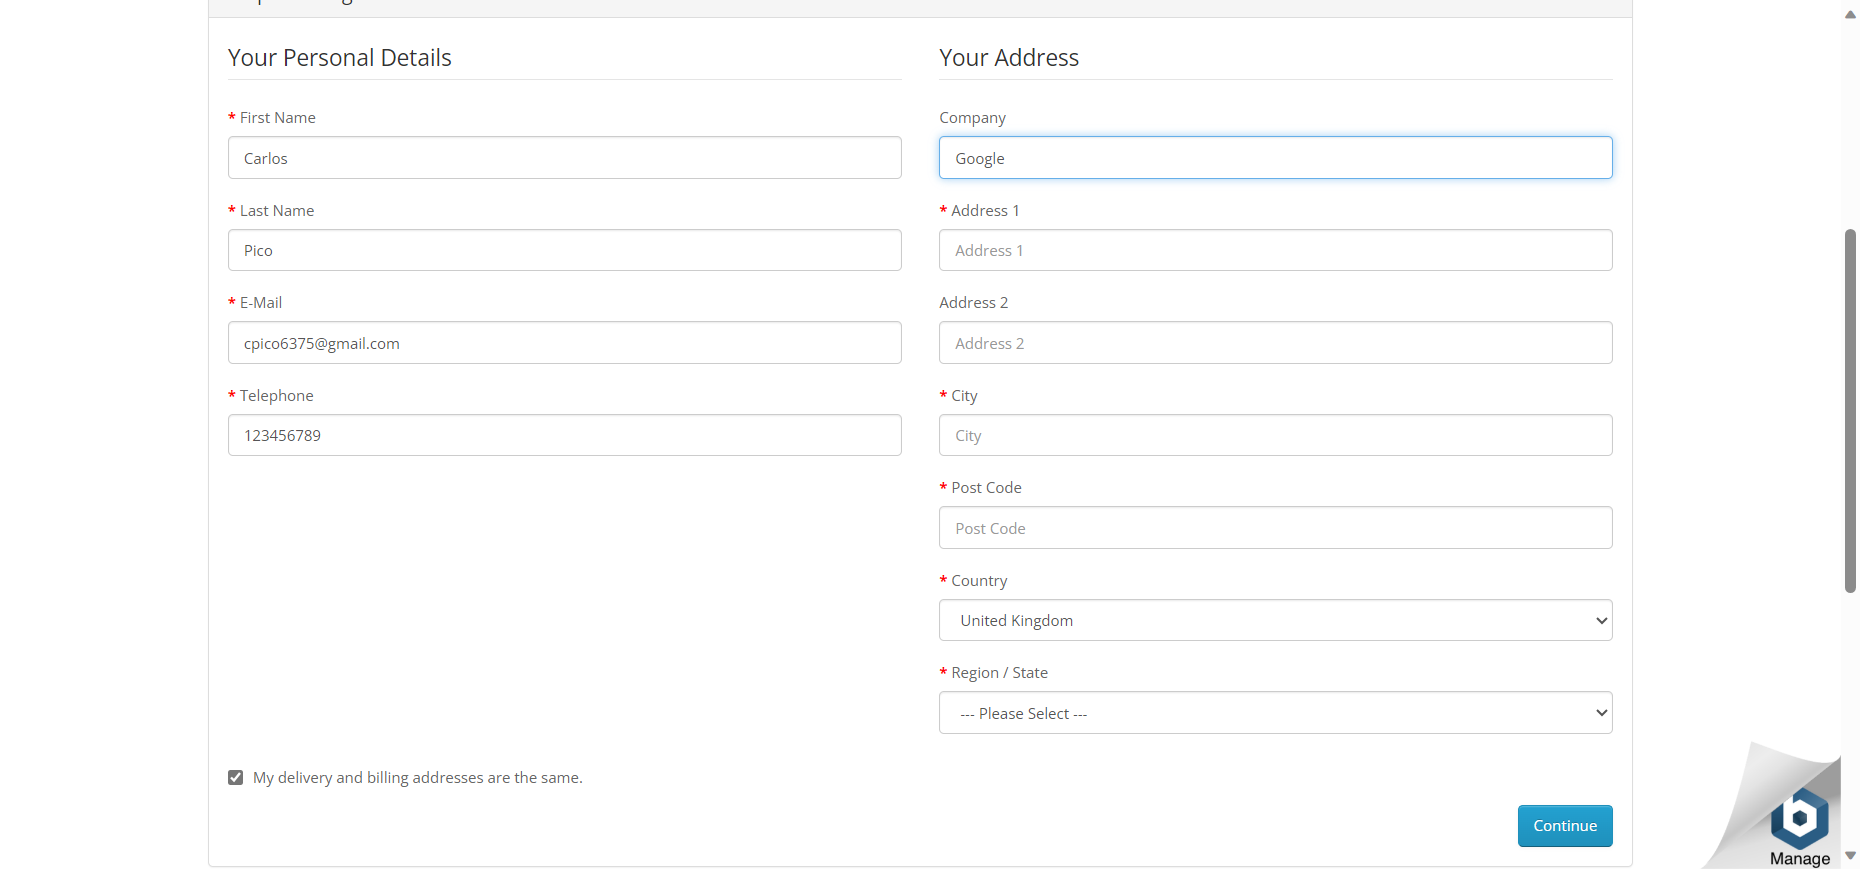 Your Personal Details
* First Name
Carlos
* Last Name
Pico
* E-Mail
cpico6375@gmail.com
* Telephone
123456789
Your Address
Company
Google
* Address 1
Address 1
Address 2
Address 2
* City
City
* Post Code
Post Code
* Country
United Kingdom
* Region / State
--- Please Select ---
My delivery and billing addresses are the same.
Continue
b
Manage